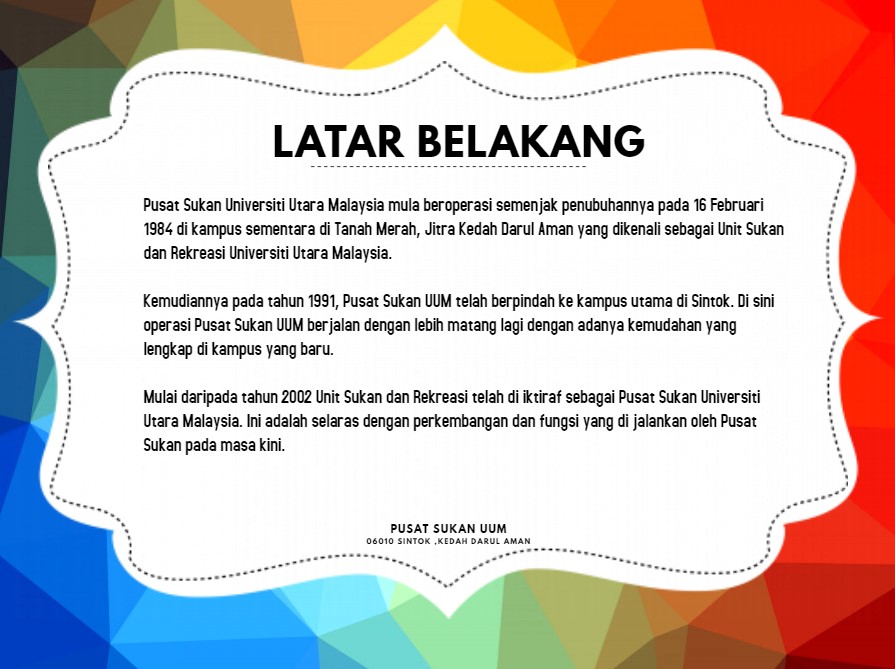 LATAR BELAKANG
Pusat Sukan Universiti Utara Malaysia mula beroperasi semenjak penubuhannya pada 16 Februari
1984 di kampus sementara di Tanah Merah, Jitra Kedah Darul Aman yang dikenali sebagai Unit Sukan
dan Rekreasi Universiti Utara Malaysia.
Kemudiannya pada tahun 1991, Pusat Sukan UUM telah berpindah ke kampus utama di Sintok. Di sini
operasi Pusat Sukan UUM berjalan dengan lebih matang lagi dengan adanya kemudahan yang
lengkap di kampus yang baru.
Mulai daripada tahun 2002 Unit Sukan dan Rekreasi telah di iktiraf sebagai Pusat Sukan Universiti
Utara Malaysia. Ini adalah selaras dengan perkembangan dan fungsi yang di jalankan oleh Pusat
Sukan pada masa kini.
PUSAT SUKAN UUM
06010 SINTOK ,KEDAH DARUL AMAN